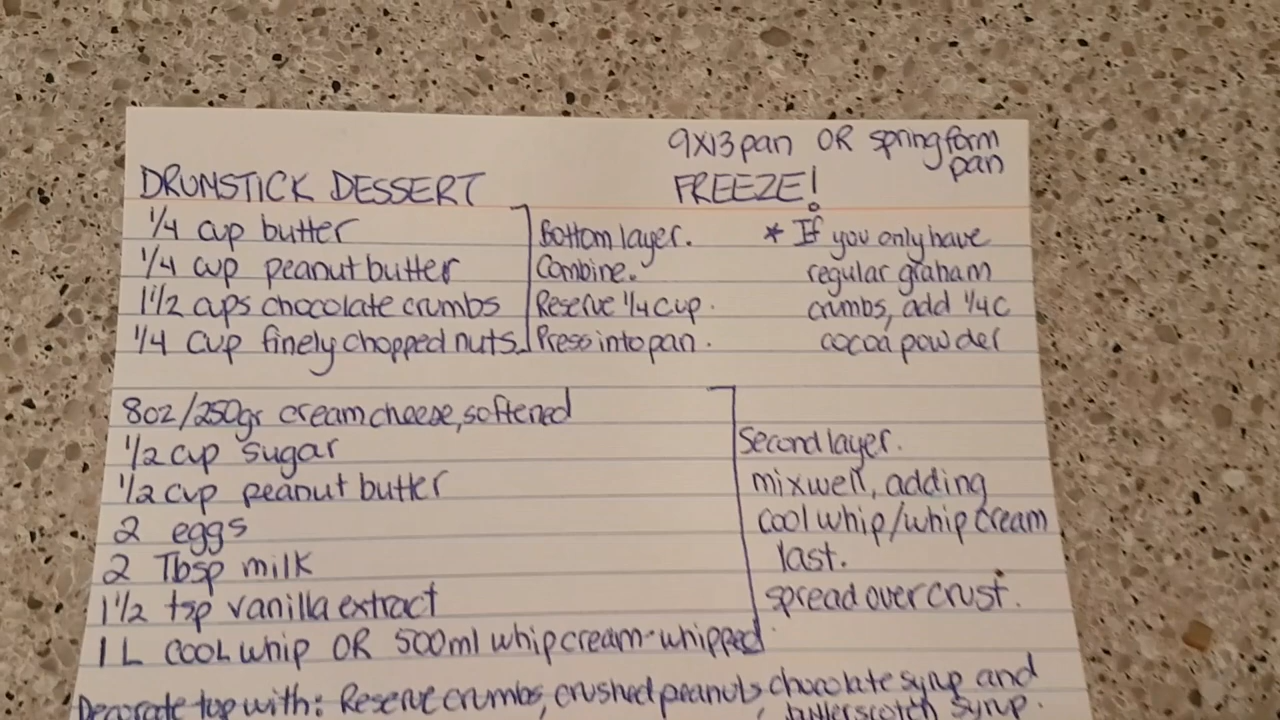 9x13 pan OR springform pan
DRUMSTICK DESSERT FREEZE!
1/4 cup butter
1/4 cup peanut butter
1 1/2 cups chocolate crumbs
1/4 cup finely chopped nuts.
Bottom layer.
Combine.
Reserve 1/4 cup.
Press into pan.
* If you only have
regular graham
crumbs, add 1/4 c
cocoa powder
8oz/250gr cream cheese, softened
1/2 cup sugar
1/2 cup peanut butter
2 eggs
2 Tbsp milk
1 1/2 tsp vanilla extract
1 L COOL whip OR 500ml whip cream-whipped
Second layer.
mix well, adding
cool whip/whip cream
last.
spread over crust.
Decorate top with: Reserve crumbs, crushed peanuts, chocolate syrup and
butterscotch syrup.